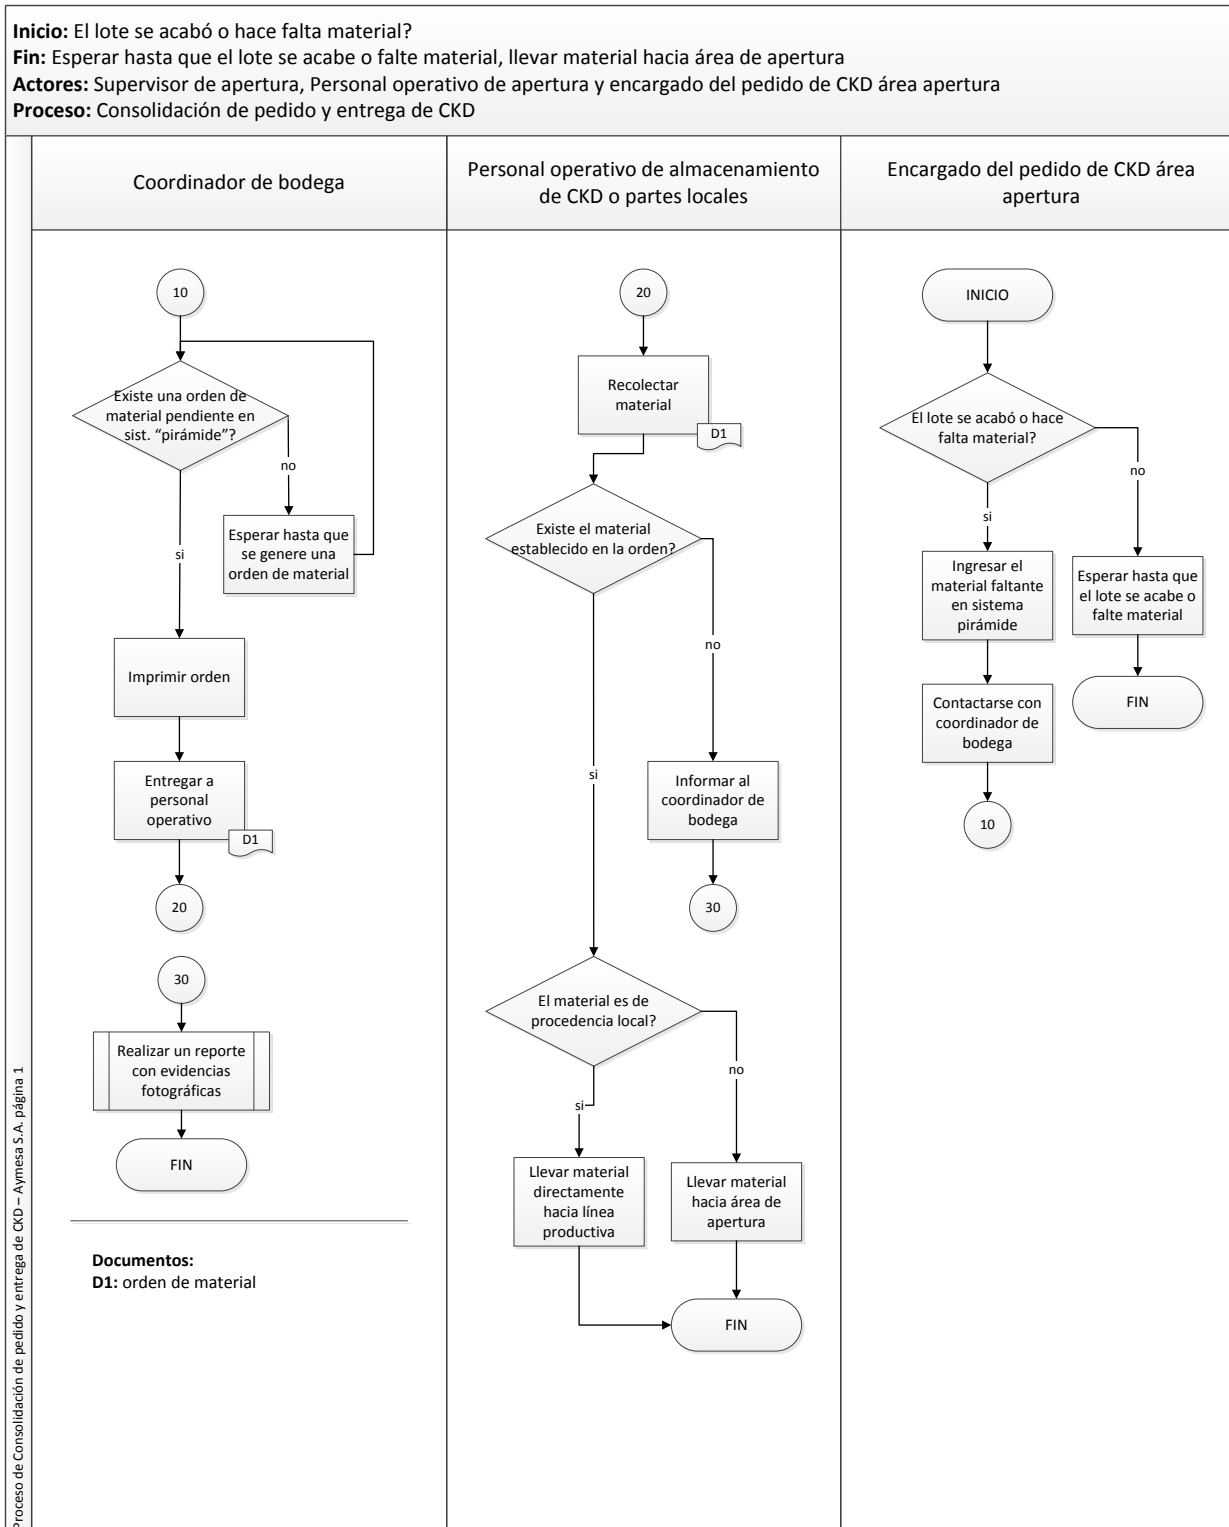 Inicio: El lote se acabó o hace falta material?
Fin: Esperar hasta que el lote se acabe o falte material, llevar material hacia área de apertura
Actores: Supervisor de apertura, Personal operativo de apertura y encargado del pedido de CKD área apertura
Proceso: Consolidación de pedido y entrega de CKD
Proceso de Consolidación de pedido y entrega de CKD – Aymesa S.A. página 1
Coordinador de bodega
10
Existe una orden de
material pendiente en
sist. “pirámide”?
no
si
Esperar hasta que
se genere una
orden de material
Imprimir orden
Entregar a
personal
operativo
D1
20
30
Realizar un reporte
con evidencias
fotográficas
FIN
Documentos:
D1: orden de material
Personal operativo de almacenamiento
de CKD o partes locales
20
Recolectar
material
D1
Existe el material
establecido en la orden?
no
si
Informar al
coordinador de
bodega
30
El material es de
procedencia local?
no
si
Llevar material
directamente
hacia línea
productiva
Llevar material
hacia área de
apertura
FIN
Encargado del pedido de CKD área
apertura
INICIO
El lote se acabó o hace
falta material?
no
si
Ingresar el
material faltante
en sistema
pirámide
Esperar hasta que
el lote se acabe o
falte material
Contactarse con
coordinador de
bodega
FIN
10